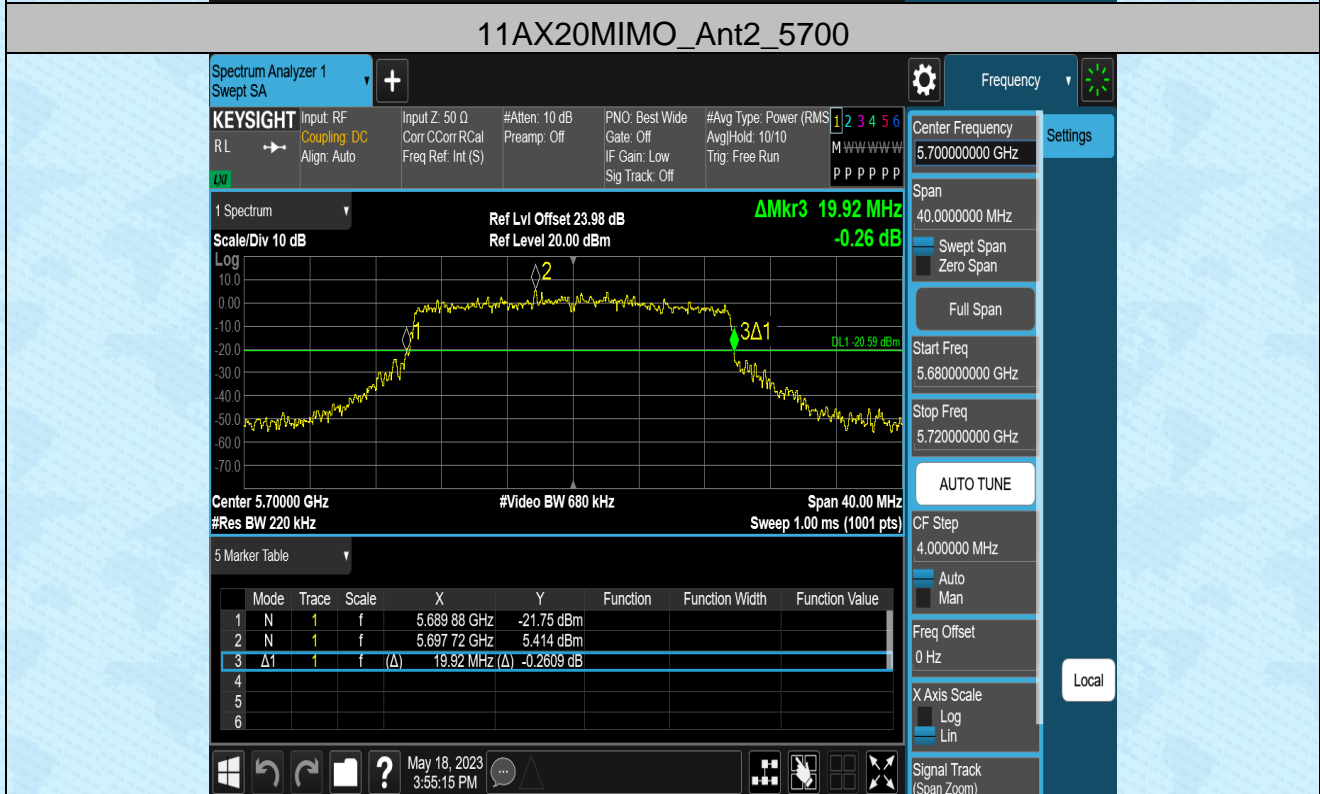 11AX20MIMO_Ant2_5700
Spectrum Analyzer 1
Swept SA
+
Frequency
KEYSIGHT
RL
LXI
Input: RF
Coupling: DC
Align: Auto
Input Z: 50 Ω
Corr CCorr RCal
Freq Ref: Int (S)
#Atten: 10 dB
Preamp: Off
PNO: Best Wide
Gate: Off
IF Gain: Low
Sig Track: Off
#Avg Type: Power (RMS
Avg|Hold: 10/10
Trig: Free Run
1 2 3 4 5 6
M W W W W W
P P P P P P
Center Frequency
5.700000000 GHz
Settings
Span
40.0000000 MHz
Swept Span
Zero Span
Full Span
Start Freq
5.680000000 GHz
Stop Freq
5.720000000 GHz
AUTO TUNE
CF Step
4.000000 MHz
Auto
Man
Freq Offset
0 Hz
X Axis Scale
Log
Lin
Signal Track
(Span Zoom)
Local
1 Spectrum
Scale/Div 10 dB
Ref Lvl Offset 23.98 dB
Ref Level 20.00 dBm
ΔMkr3 19.92 MHz
-0.26 dB
Log
10.0
0.00
-10.0
-20.0
-30.0
-40.0
-50.0
-60.0
-70.0
2
1
3Δ1
DL1 -20.59 dBm
Center 5.70000 GHz
#Video BW 680 kHz
Span 40.00 MHz
#Res BW 220 kHz
Sweep 1.00 ms (1001 pts)
5 Marker Table
Mode Trace Scale X Y Function Function Width Function Value
1 N 1 f 5.689 88 GHz -21.75 dBm
2 N 1 f 5.697 72 GHz 5.414 dBm
3 Δ1 1 f (Δ) 19.92 MHz (Δ) -0.2609 dB
4
5
6
?
May 18, 2023
3:55:15 PM